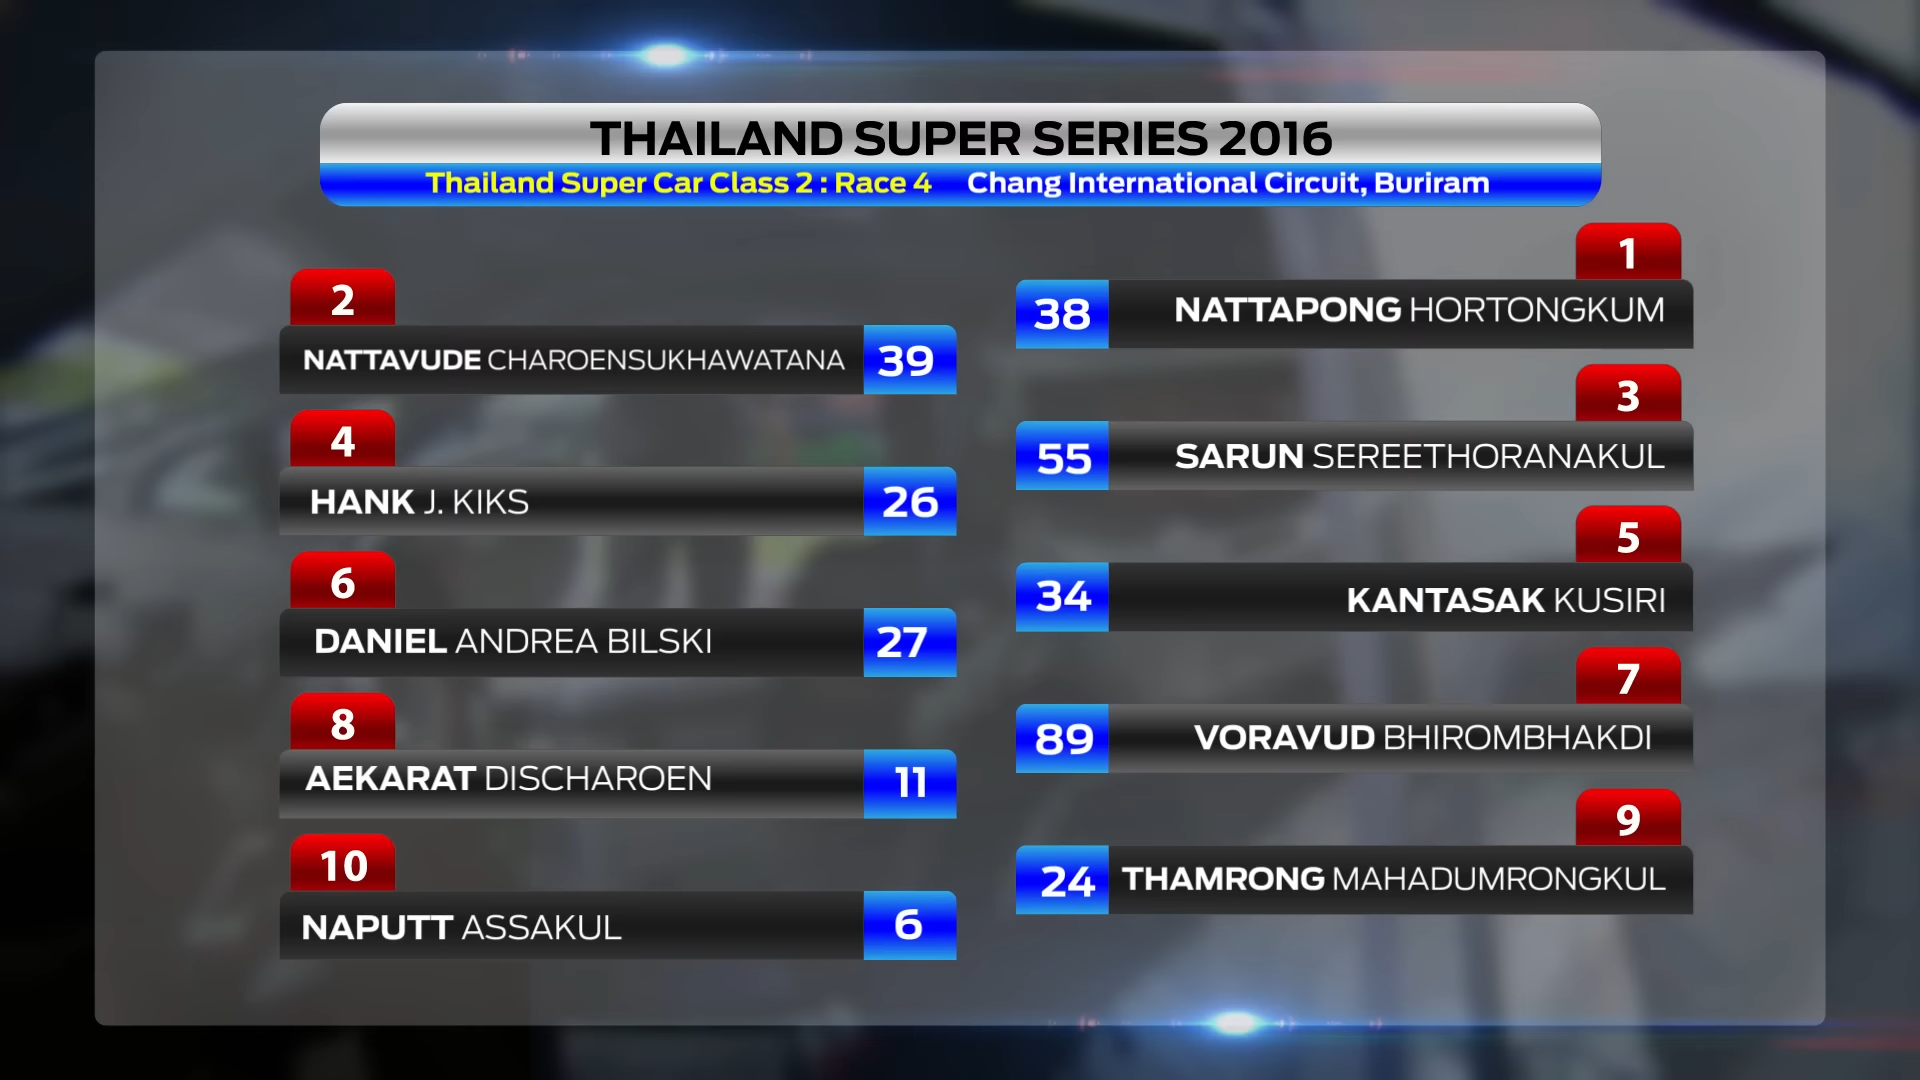 THAILAND SUPER SERIES 2016
Thailand Super Car Class 2 : Race 4 Chang International Circuit, Buriram
1
38 NATTAPONG HORTONGKUM
2
NATTAVUDE CHAROENSUKHAWATANA 39
3
55 SARUN SEREETHORANAKUL
4
HANK J. KIKS 26
5
34 KANTASAK KUSIRI
6
DANIEL ANDREA BILSKI 27
7
89 VORAVUD BHIROMBHAKDI
8
AEKARAT DISCHAROEN 11
9
24 THAMRONG MAHADUMRONGKUL
10
NAPUTT ASSAKUL 6